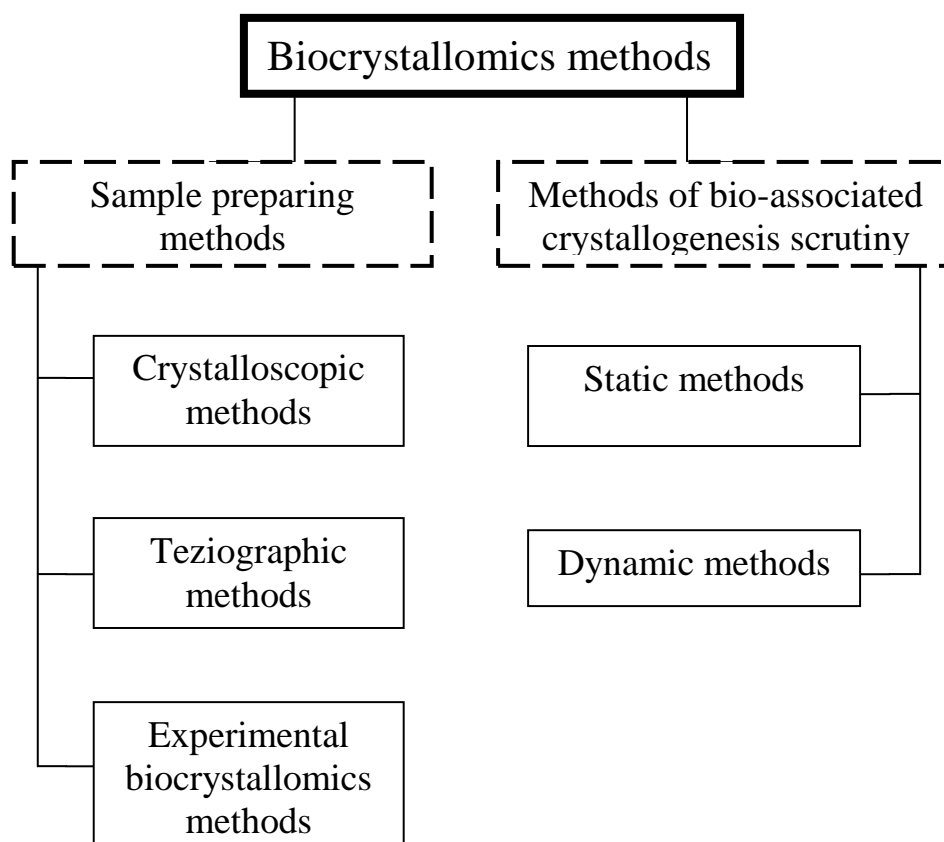 Biocrystallomics methods
Sample preparing
methods
Methods of bio-associated
crystallogenesis scrutiny
Crystalloscopic
methods
Static methods
Teziographic
methods
Dynamic methods
Experimental
biocrystallomics
methods